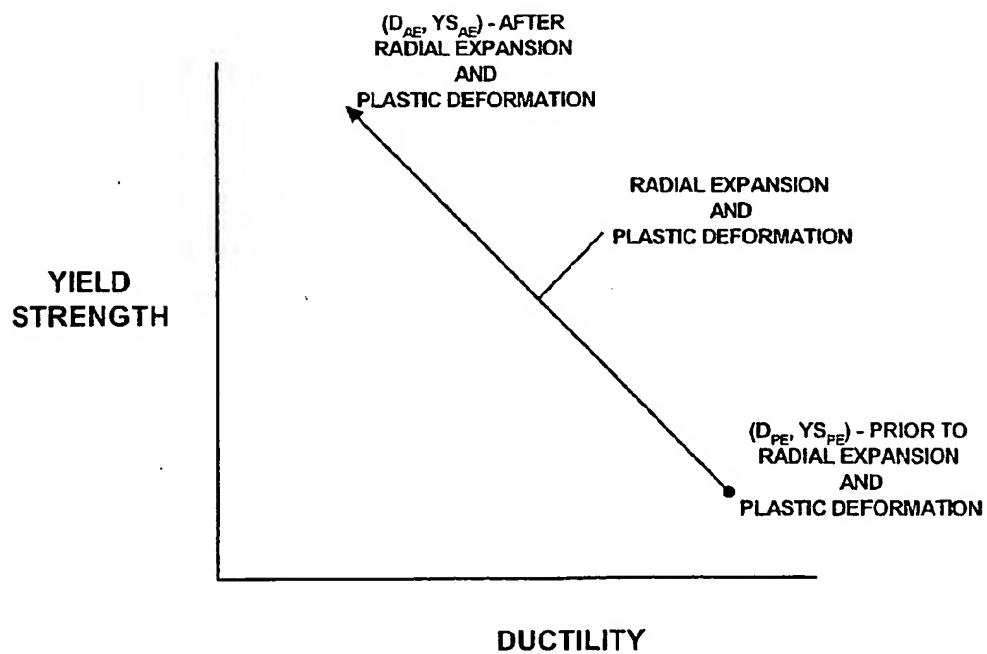 (D_AE, YS_AE) - AFTER
RADIAL EXPANSION
AND
PLASTIC DEFORMATION
RADIAL EXPANSION
AND
PLASTIC DEFORMATION
YIELD
STRENGTH
(D_PE, YS_PE) - PRIOR TO
RADIAL EXPANSION
AND
PLASTIC DEFORMATION
DUCTILITY